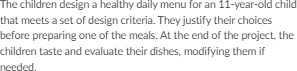 The children design a healthy daily menu for an 11-year-old child
that meets a set of design criteria. They justify their choices
before preparing one of the meals. At the end of the project, the
children taste and evaluate their dishes, modifying them if
needed.